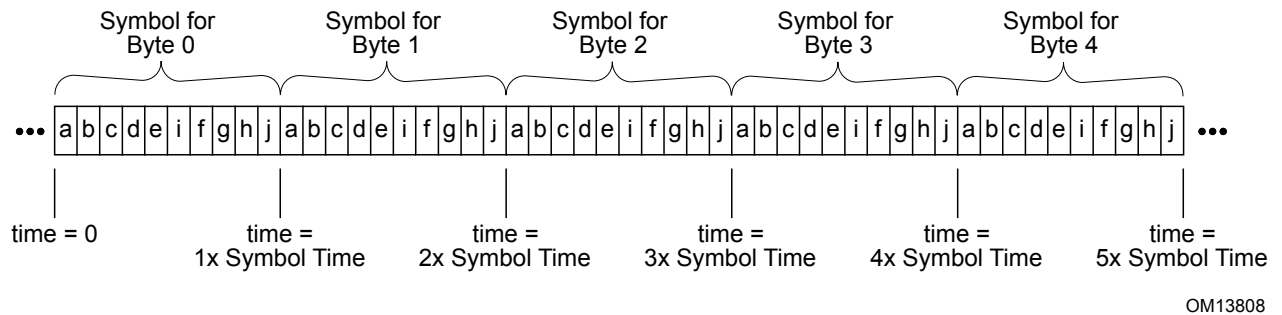 Symbol for Byte 0
Symbol for Byte 1
Symbol for Byte 2
Symbol for Byte 3
Symbol for Byte 4
••• a b c d e i f g h j a b c d e i f g h j a b c d e i f g h j a b c d e i f g h j a b c d e i f g h j •••
time = 0
time = 1x Symbol Time
time = 2x Symbol Time
time = 3x Symbol Time
time = 4x Symbol Time
time = 5x Symbol Time
OM13808